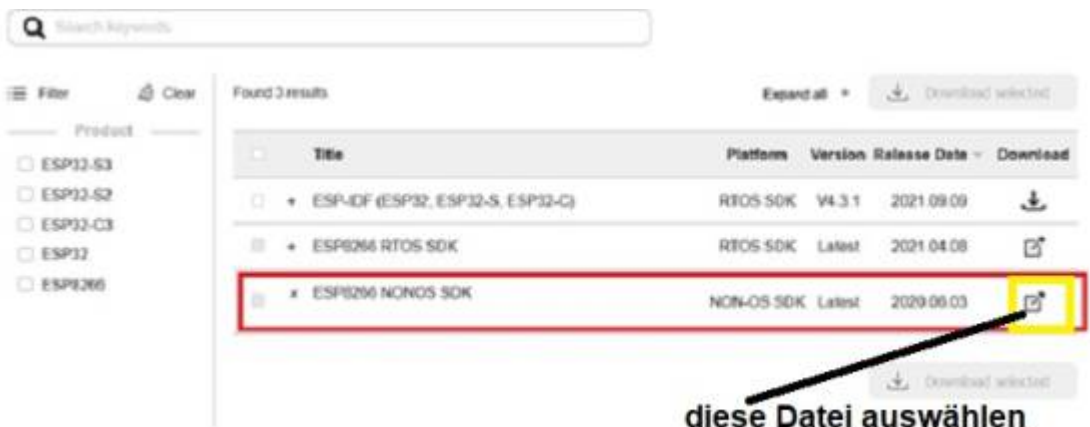 Search keywords
Filter
Clear
Found 3 results
Expand all
Download selected
Product
ESP32-S3
ESP32-S2
ESP32-C3
ESP32
ESP8266
Title Platform Version Release Date Download
+ ESP-IDF (ESP32, ESP32-S, ESP32-C) RTOS SDK V4.3.1 2021.09.09
+ ESP8266 RTOS SDK RTOS SDK Latest 2021.04.08
ESP8266 NONOS SDK NON-OS SDK Latest 2020.06.03
Download selected
diese Datei auswählen